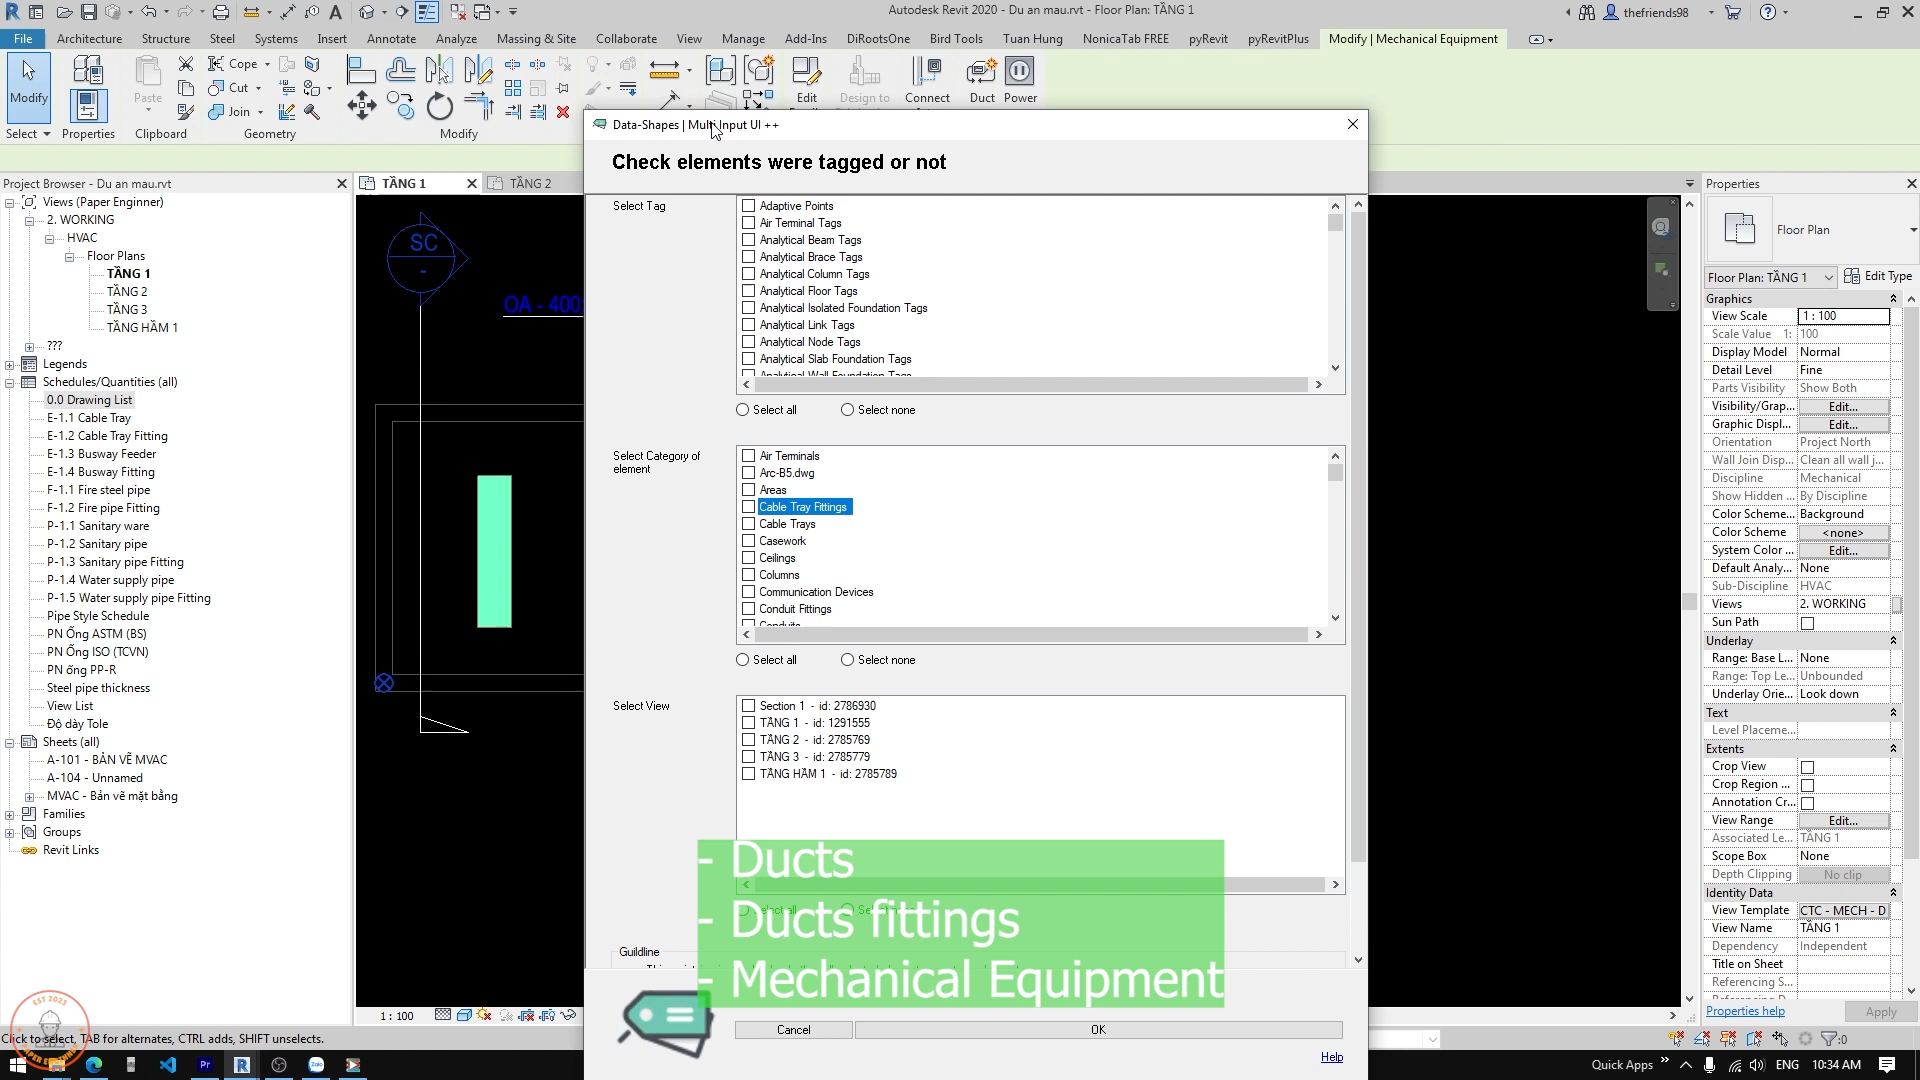 Autodesk Revit 2020 - Du an mau.rvt - Floor Plan: TẦNG 1
thefriends98
File
Architecture
Structure
Steel
Systems
Insert
Annotate
Analyze
Massing & Site
Collaborate
View
Manage
Add-Ins
DiRootsOne
Bird Tools
Tuan Hung
NonicaTab FREE
pyRevit
pyRevitPlus
Modify | Mechanical Equipment
Modify
Paste
Cope
Cut
Join
Edit
Design to
Connect
Duct
Power
Select
Properties
Clipboard
Geometry
Modify
Project Browser - Du an mau.rvt
Views (Paper Enginner)
2. WORKING
HVAC
Floor Plans
TẦNG 1
TẦNG 2
TẦNG 3
TẦNG HẦM 1
???
Legends
Schedules/Quantities (all)
0.0 Drawing List
E-1.1 Cable Tray
E-1.2 Cable Tray Fitting
E-1.3 Busway Feeder
E-1.4 Busway Fitting
F-1.1 Fire steel pipe
F-1.2 Fire pipe Fitting
P-1.1 Sanitary ware
P-1.2 Sanitary pipe
P-1.3 Sanitary pipe Fitting
P-1.4 Water supply pipe
P-1.5 Water supply pipe Fitting
Pipe Style Schedule
PN Ống ASTM (BS)
PN Ống ISO (TCVN)
PN ống PP-R
Steel pipe thickness
View List
Độ dày Tole
Sheets (all)
A-101 - BẢN VẼ MVAC
A-104 - Unnamed
MVAC - Bản vẽ mặt bằng
Families
Groups
Revit Links
TẦNG 1
TẦNG 2
SC
-
OA - 400
1 : 100
Data-Shapes | Multi Input UI ++
Check elements were tagged or not
Select Tag
Adaptive Points
Air Terminal Tags
Analytical Beam Tags
Analytical Brace Tags
Analytical Column Tags
Analytical Floor Tags
Analytical Isolated Foundation Tags
Analytical Link Tags
Analytical Node Tags
Analytical Slab Foundation Tags
Analytical Wall Foundation Tags
Select all
Select none
Select Category of
element
Air Terminals
Arc-B5.dwg
Areas
Cable Tray Fittings
Cable Trays
Casework
Ceilings
Columns
Communication Devices
Conduit Fittings
Conduits
Select all
Select none
Select View
Section 1 - id: 2786930
TẦNG 1 - id: 1291555
TẦNG 2 - id: 2785769
TẦNG 3 - id: 2785779
TẦNG HẦM 1 - id: 2785789
Guildline
- Ducts
- Ducts fittings
- Mechanical Equipment
Cancel
OK
Help
Properties
Floor Plan
Floor Plan: TẦNG 1
Edit Type
Graphics
View Scale 1 : 100
Scale Value 1: 100
Display Model Normal
Detail Level Fine
Parts Visibility Show Both
Visibility/Grap... Edit...
Graphic Displ... Edit...
Orientation Project North
Wall Join Disp... Clean all wall j...
Discipline Mechanical
Show Hidden ... By Discipline
Color Scheme... Background
Color Scheme <none>
System Color ... Edit...
Default Analy... None
Sub-Discipline HVAC
Views 2. WORKING
Sun Path
Underlay
Range: Base L... None
Range: Top Le... Unbounded
Underlay Orie... Look down
Text
Level Placeme...
Extents
Crop View
Crop Region ...
Annotation Cr...
View Range Edit...
Associated Le... TẦNG 1
Scope Box None
Depth Clipping No clip
Identity Data
View Template CTC - MECH - D
View Name TẦNG 1
Dependency Independent
Title on Sheet
Referencing S...
Properties help
Apply
Click to select, TAB for alternates, CTRL adds, SHIFT unselects.
:0
EST 2023
PAPER ENGINNER
Quick Apps
ENG
10:34 AM